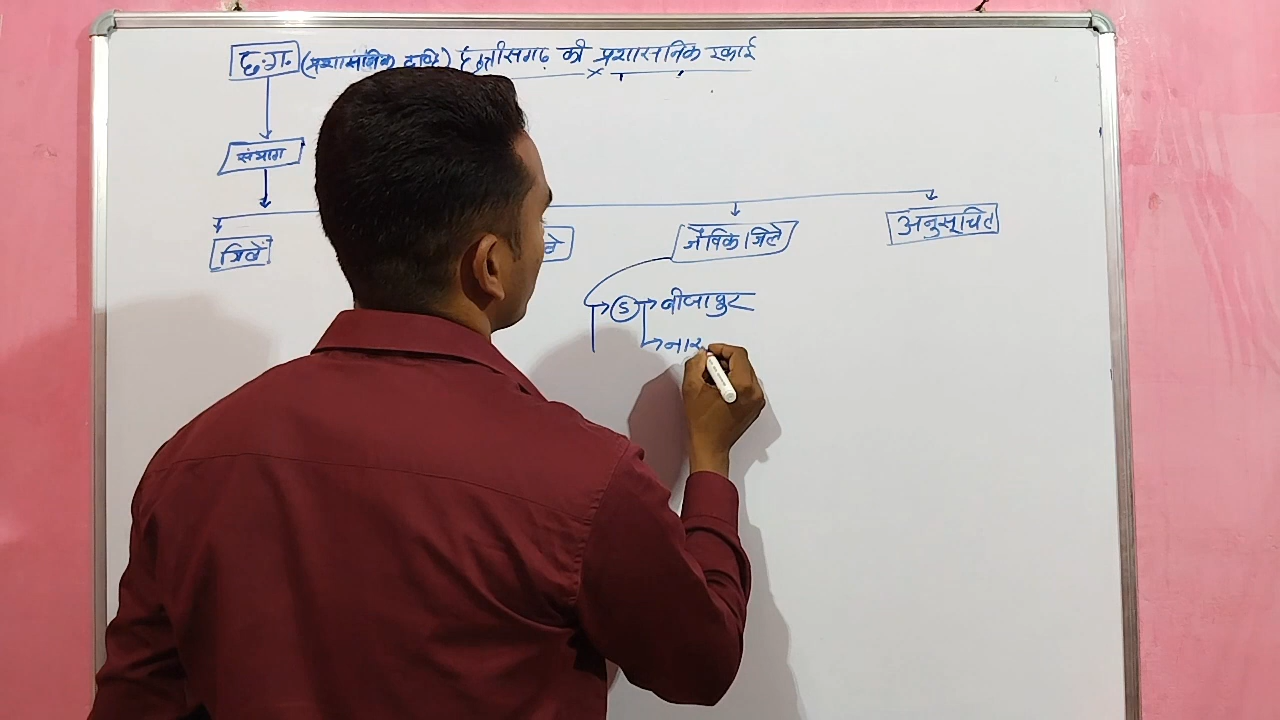 छ.ग. (प्रशासनिक दृष्टि) छत्तीसगढ़ की प्रशासनिक इकाई
संभाग
जिले जैविक जिले अनुसूचित
5 बीजापुर
नार